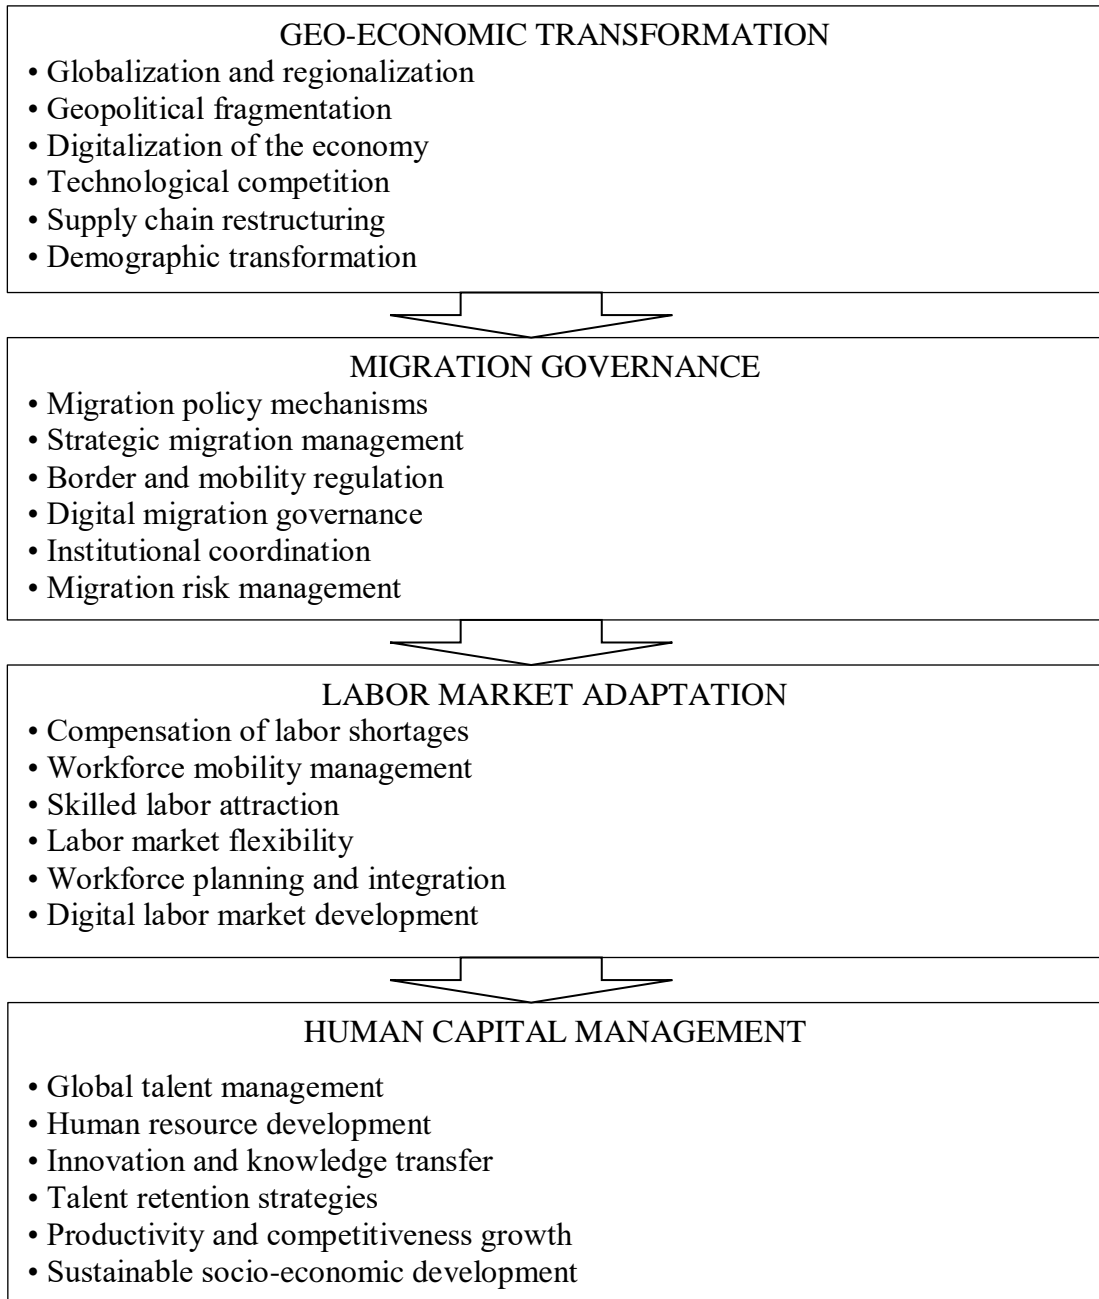 GEO-ECONOMIC TRANSFORMATION
• Globalization and regionalization
• Geopolitical fragmentation
• Digitalization of the economy
• Technological competition
• Supply chain restructuring
• Demographic transformation
MIGRATION GOVERNANCE
• Migration policy mechanisms
• Strategic migration management
• Border and mobility regulation
• Digital migration governance
• Institutional coordination
• Migration risk management
LABOR MARKET ADAPTATION
• Compensation of labor shortages
• Workforce mobility management
• Skilled labor attraction
• Labor market flexibility
• Workforce planning and integration
• Digital labor market development
HUMAN CAPITAL MANAGEMENT
• Global talent management
• Human resource development
• Innovation and knowledge transfer
• Talent retention strategies
• Productivity and competitiveness growth
• Sustainable socio-economic development